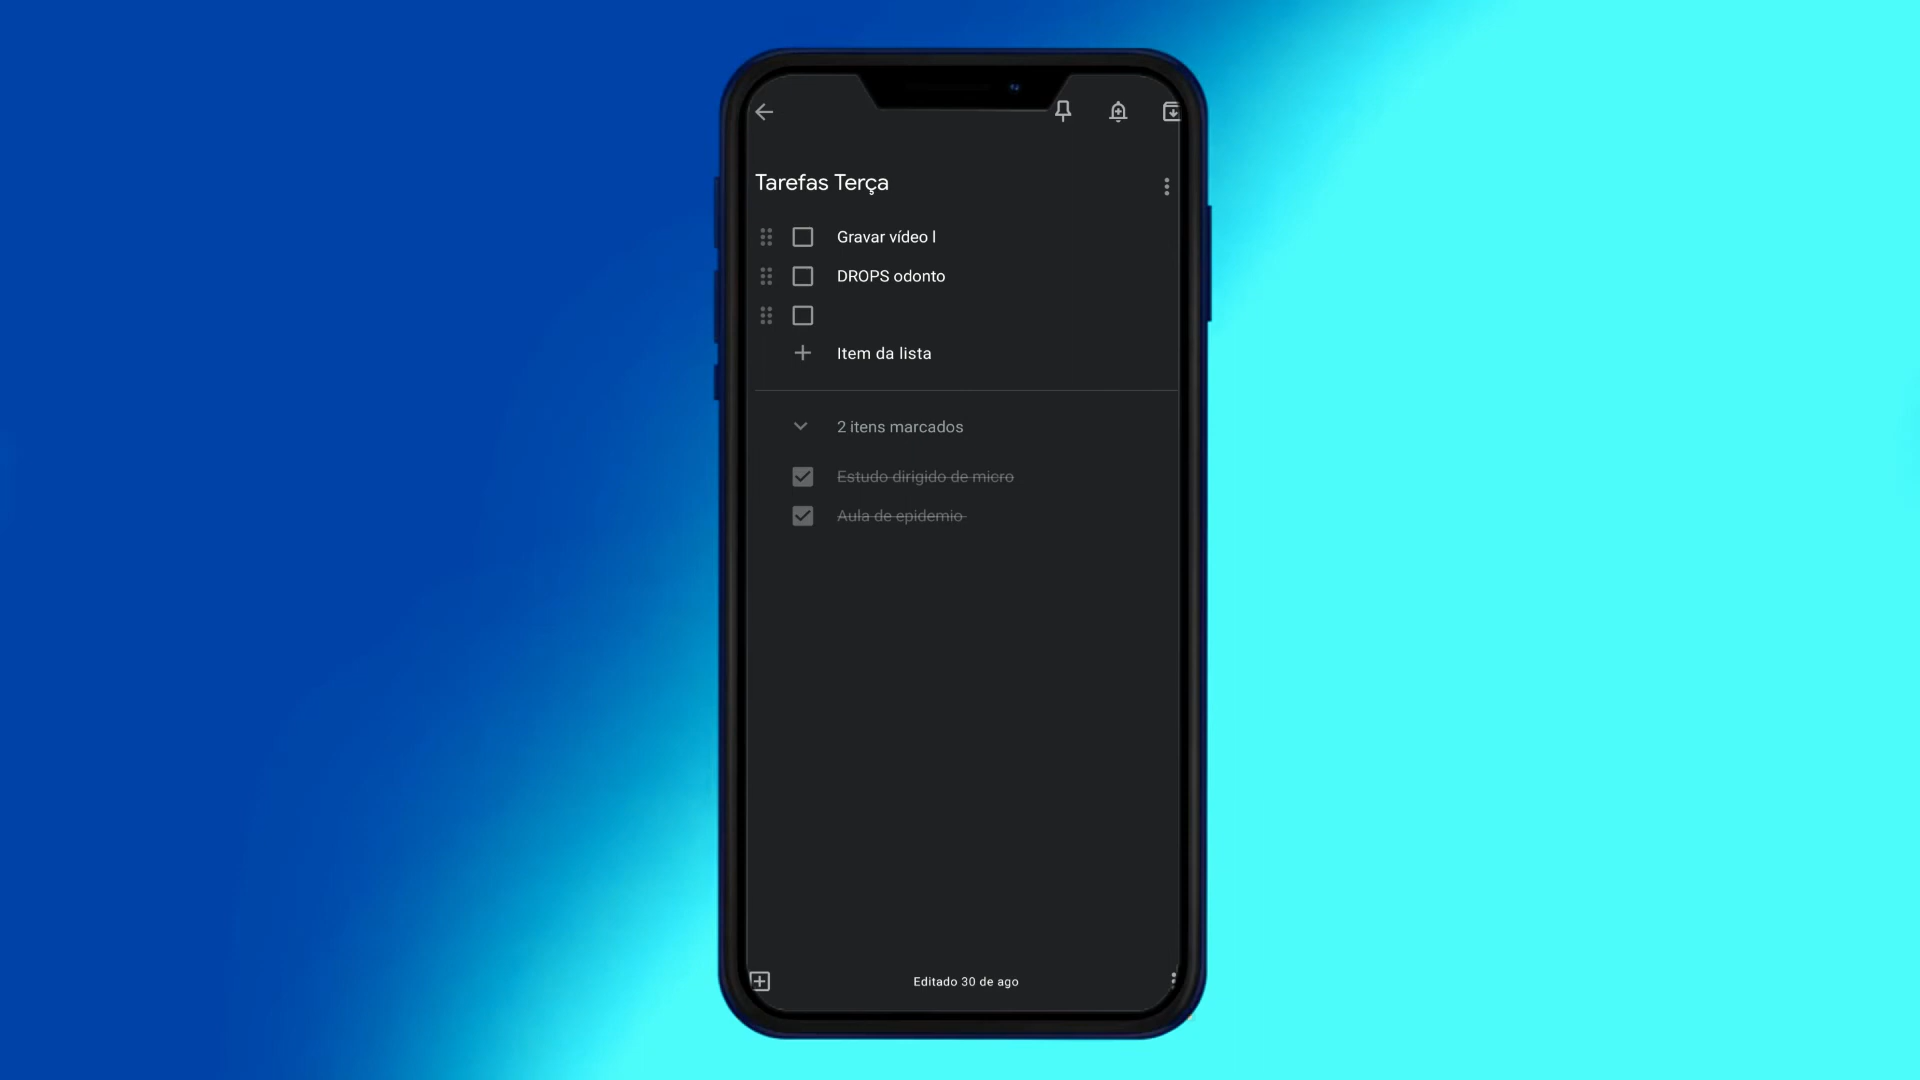 Tarefas Terça
Gravar vídeo l
DROPS odonto
Item da lista
2 itens marcados
Estudo dirigido de micro
Aula de epidemio
Editado 30 de ago